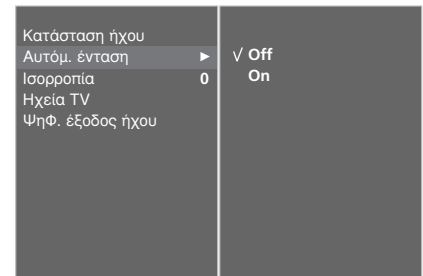 Κατάσταση ήχου
Αυτόμ. ένταση ►
Ισορροπία 0
Ηχεία TV
ΨηΦ. έξοδος ήχου
√ Off
On